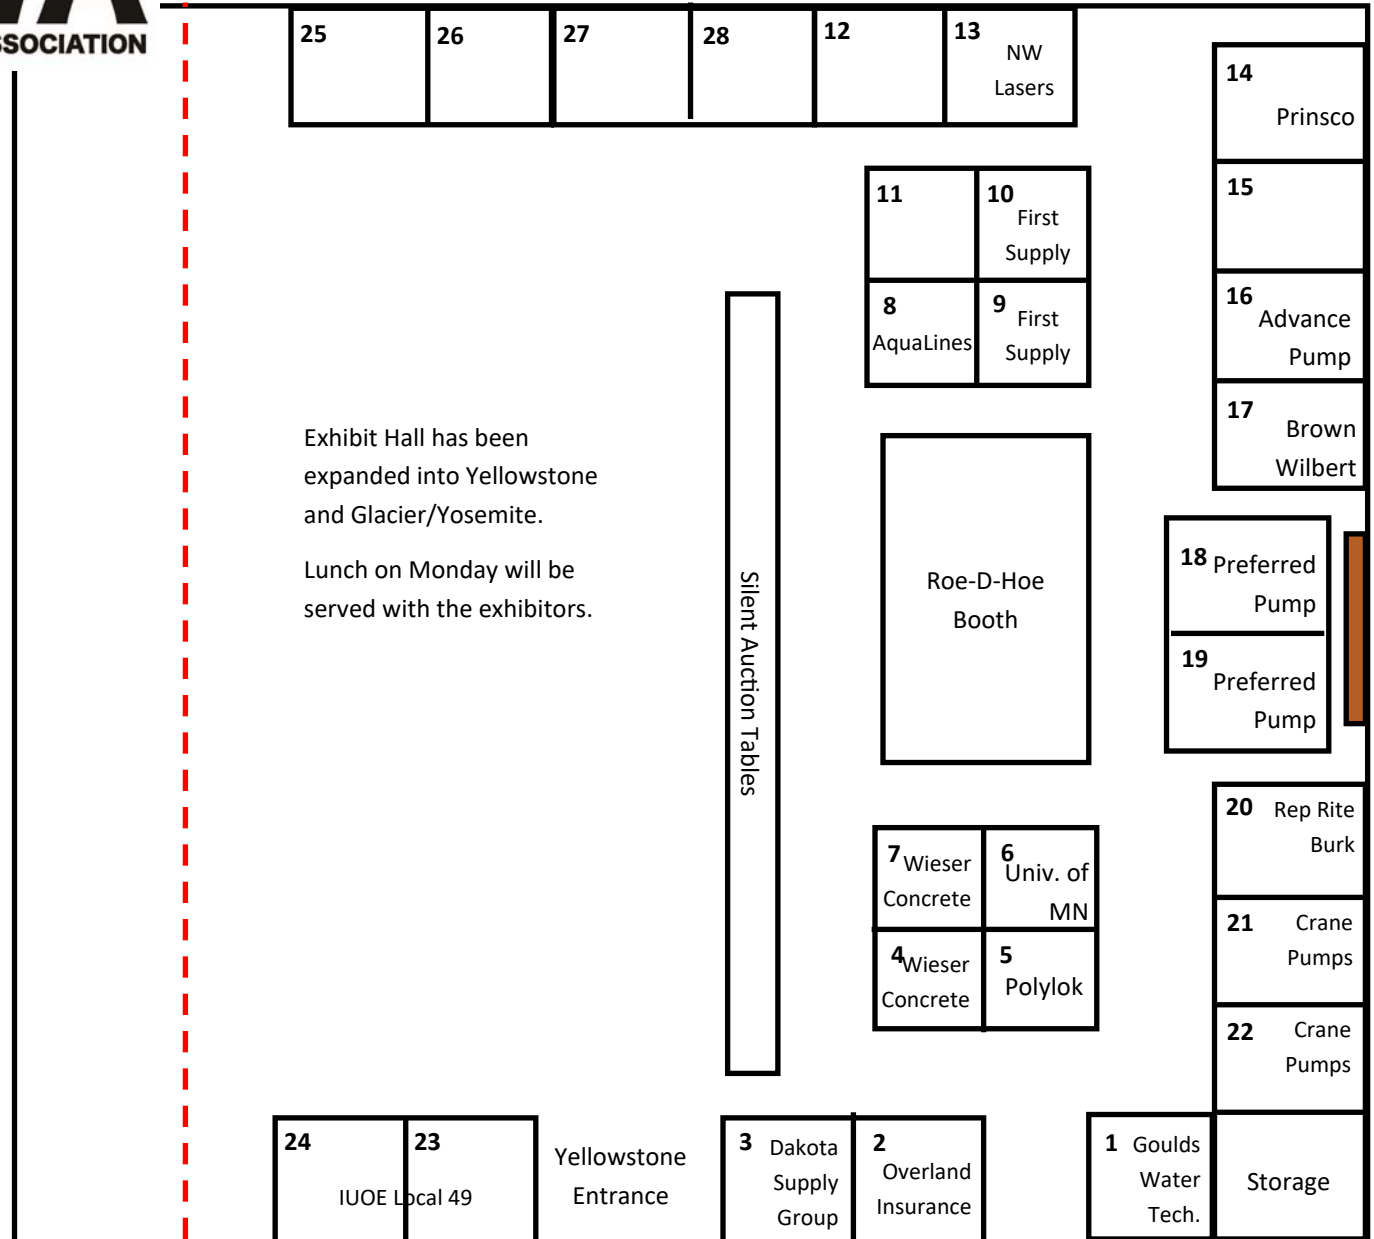 SSOCIATION
25
26
27
28
12
13
NW
Lasers
14
Prinsco
11
10
First
Supply
15
8
AquaLines
9
First
Supply
16
Advance
Pump
17
Brown
Wilbert
Exhibit Hall has been
expanded into Yellowstone
and Glacier/Yosemite.
Lunch on Monday will be
served with the exhibitors.
Silent Auction Tables
Roe-D-Hoe
Booth
18 Preferred
Pump
19
Preferred
Pump
20 Rep Rite
Burk
7 Wieser
Concrete
6
Univ. of
MN
21 Crane
Pumps
4 Wieser
Concrete
5
Polylok
22 Crane
Pumps
24
23
IUOE Local 49
Yellowstone
Entrance
3 Dakota
Supply
Group
2
Overland
Insurance
1 Goulds
Water
Tech.
Storage